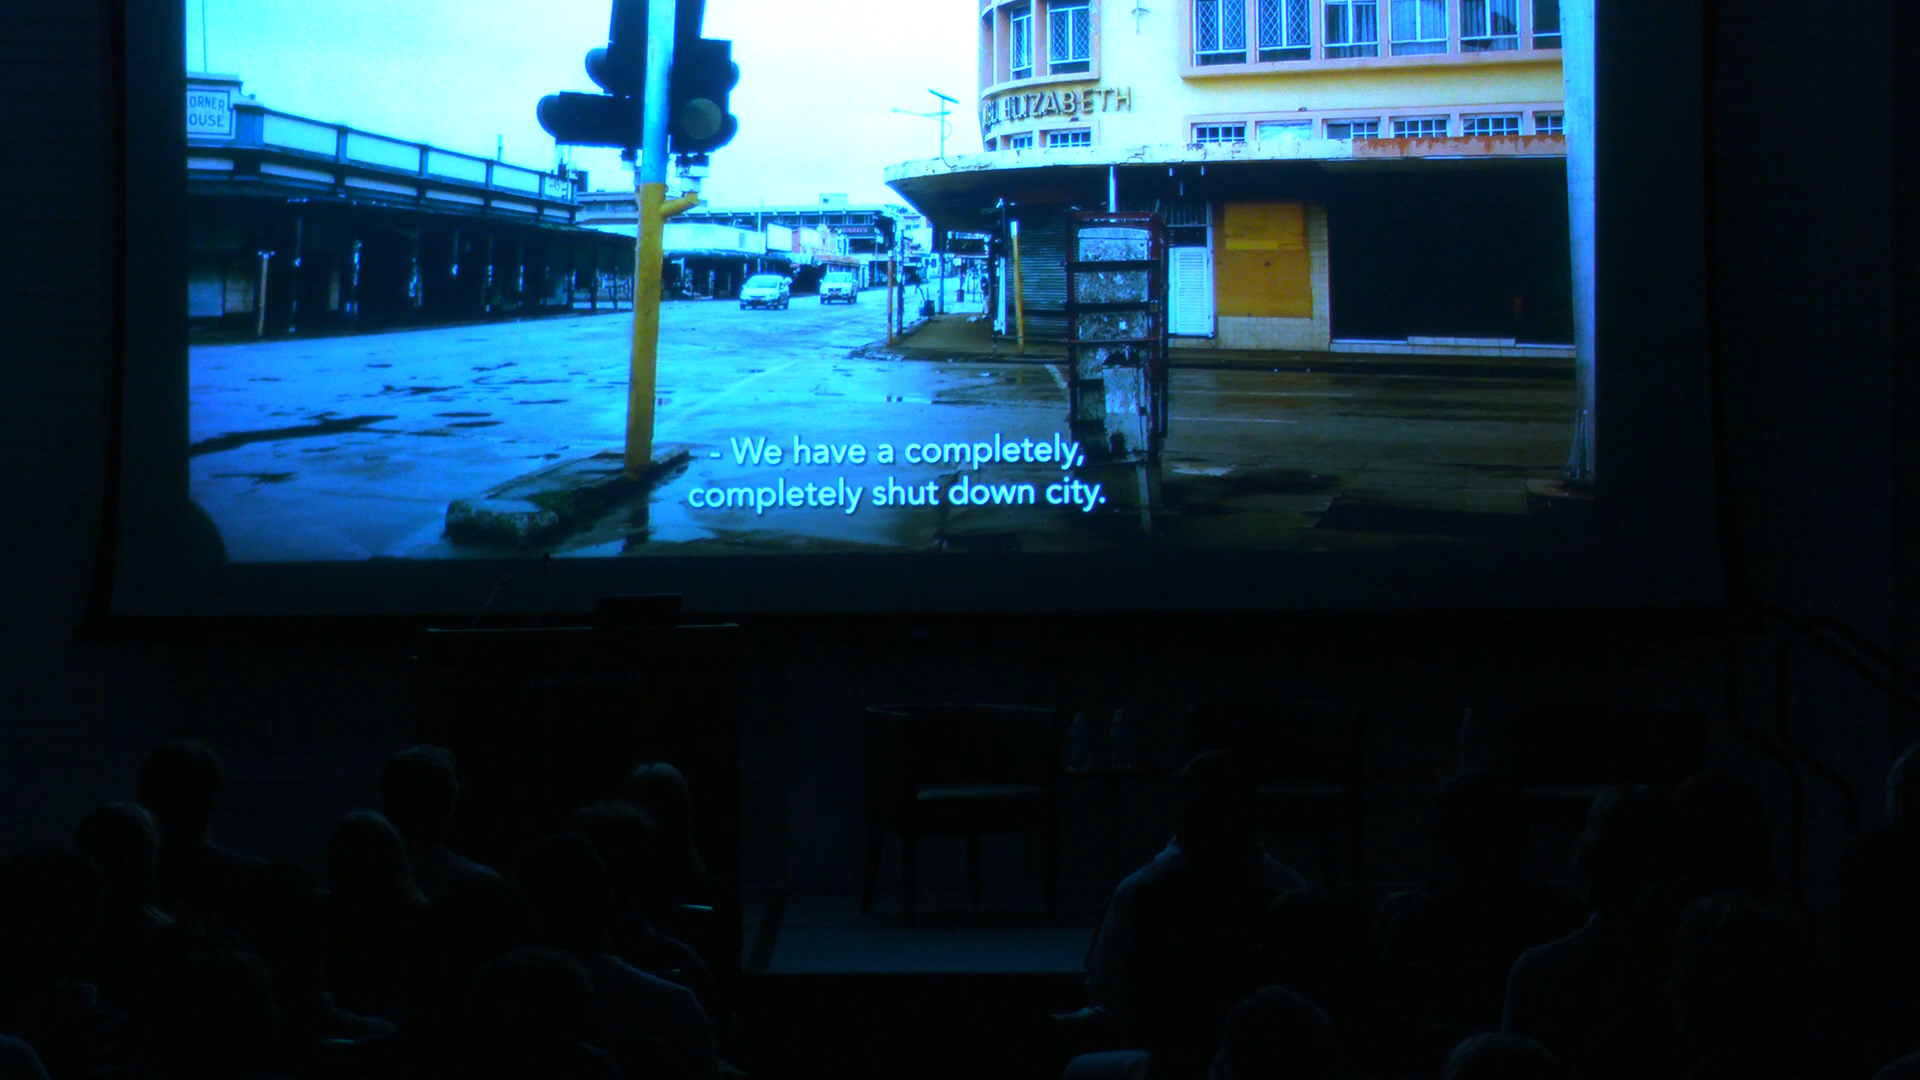 ORNER
OUSE
ELIZABETH
- We have a completely,
completely shut down city.